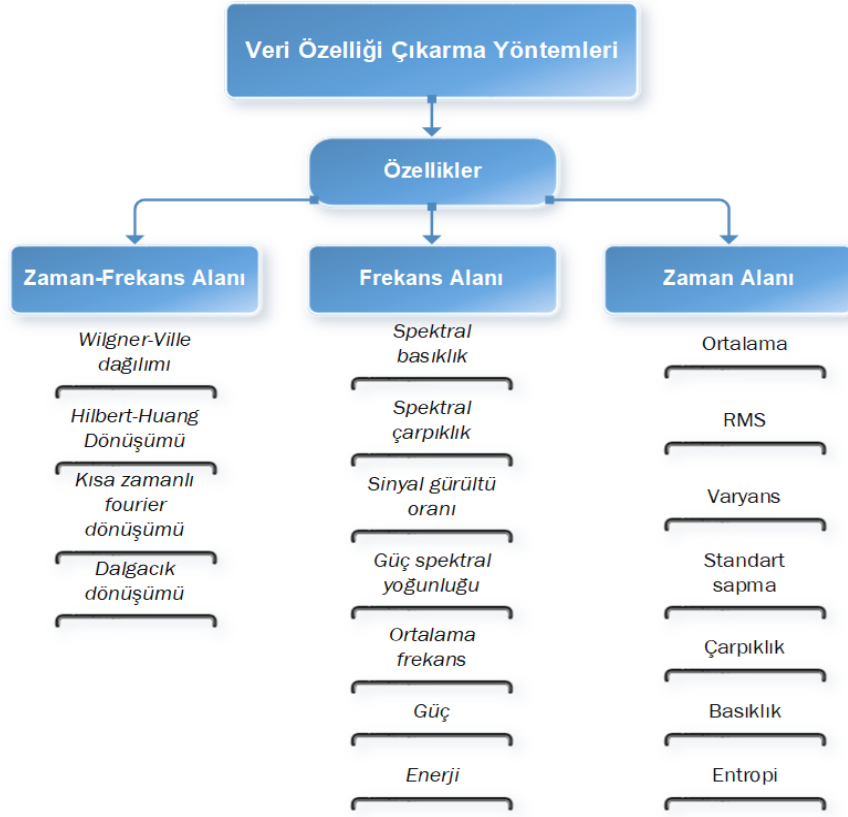 Veri Özelliği Çıkarma Yöntemleri
Özellikler
Zaman-Frekans Alanı
Wilgner-Ville
dağılımı
Hilbert-Huang
Dönüşümü
Kısa zamanlı
fourier
dönüşümü
Dalgacık
dönüşümü
Frekans Alanı
Spektral
basıklık
Spektral
çarpıklık
Sinyal gürültü
oranı
Güç spektral
yoğunluğu
Ortalama
frekans
Güç
Enerji
Zaman Alanı
Ortalama
RMS
Varyans
Standart
sapma
Çarpıklık
Basıklık
Entropi